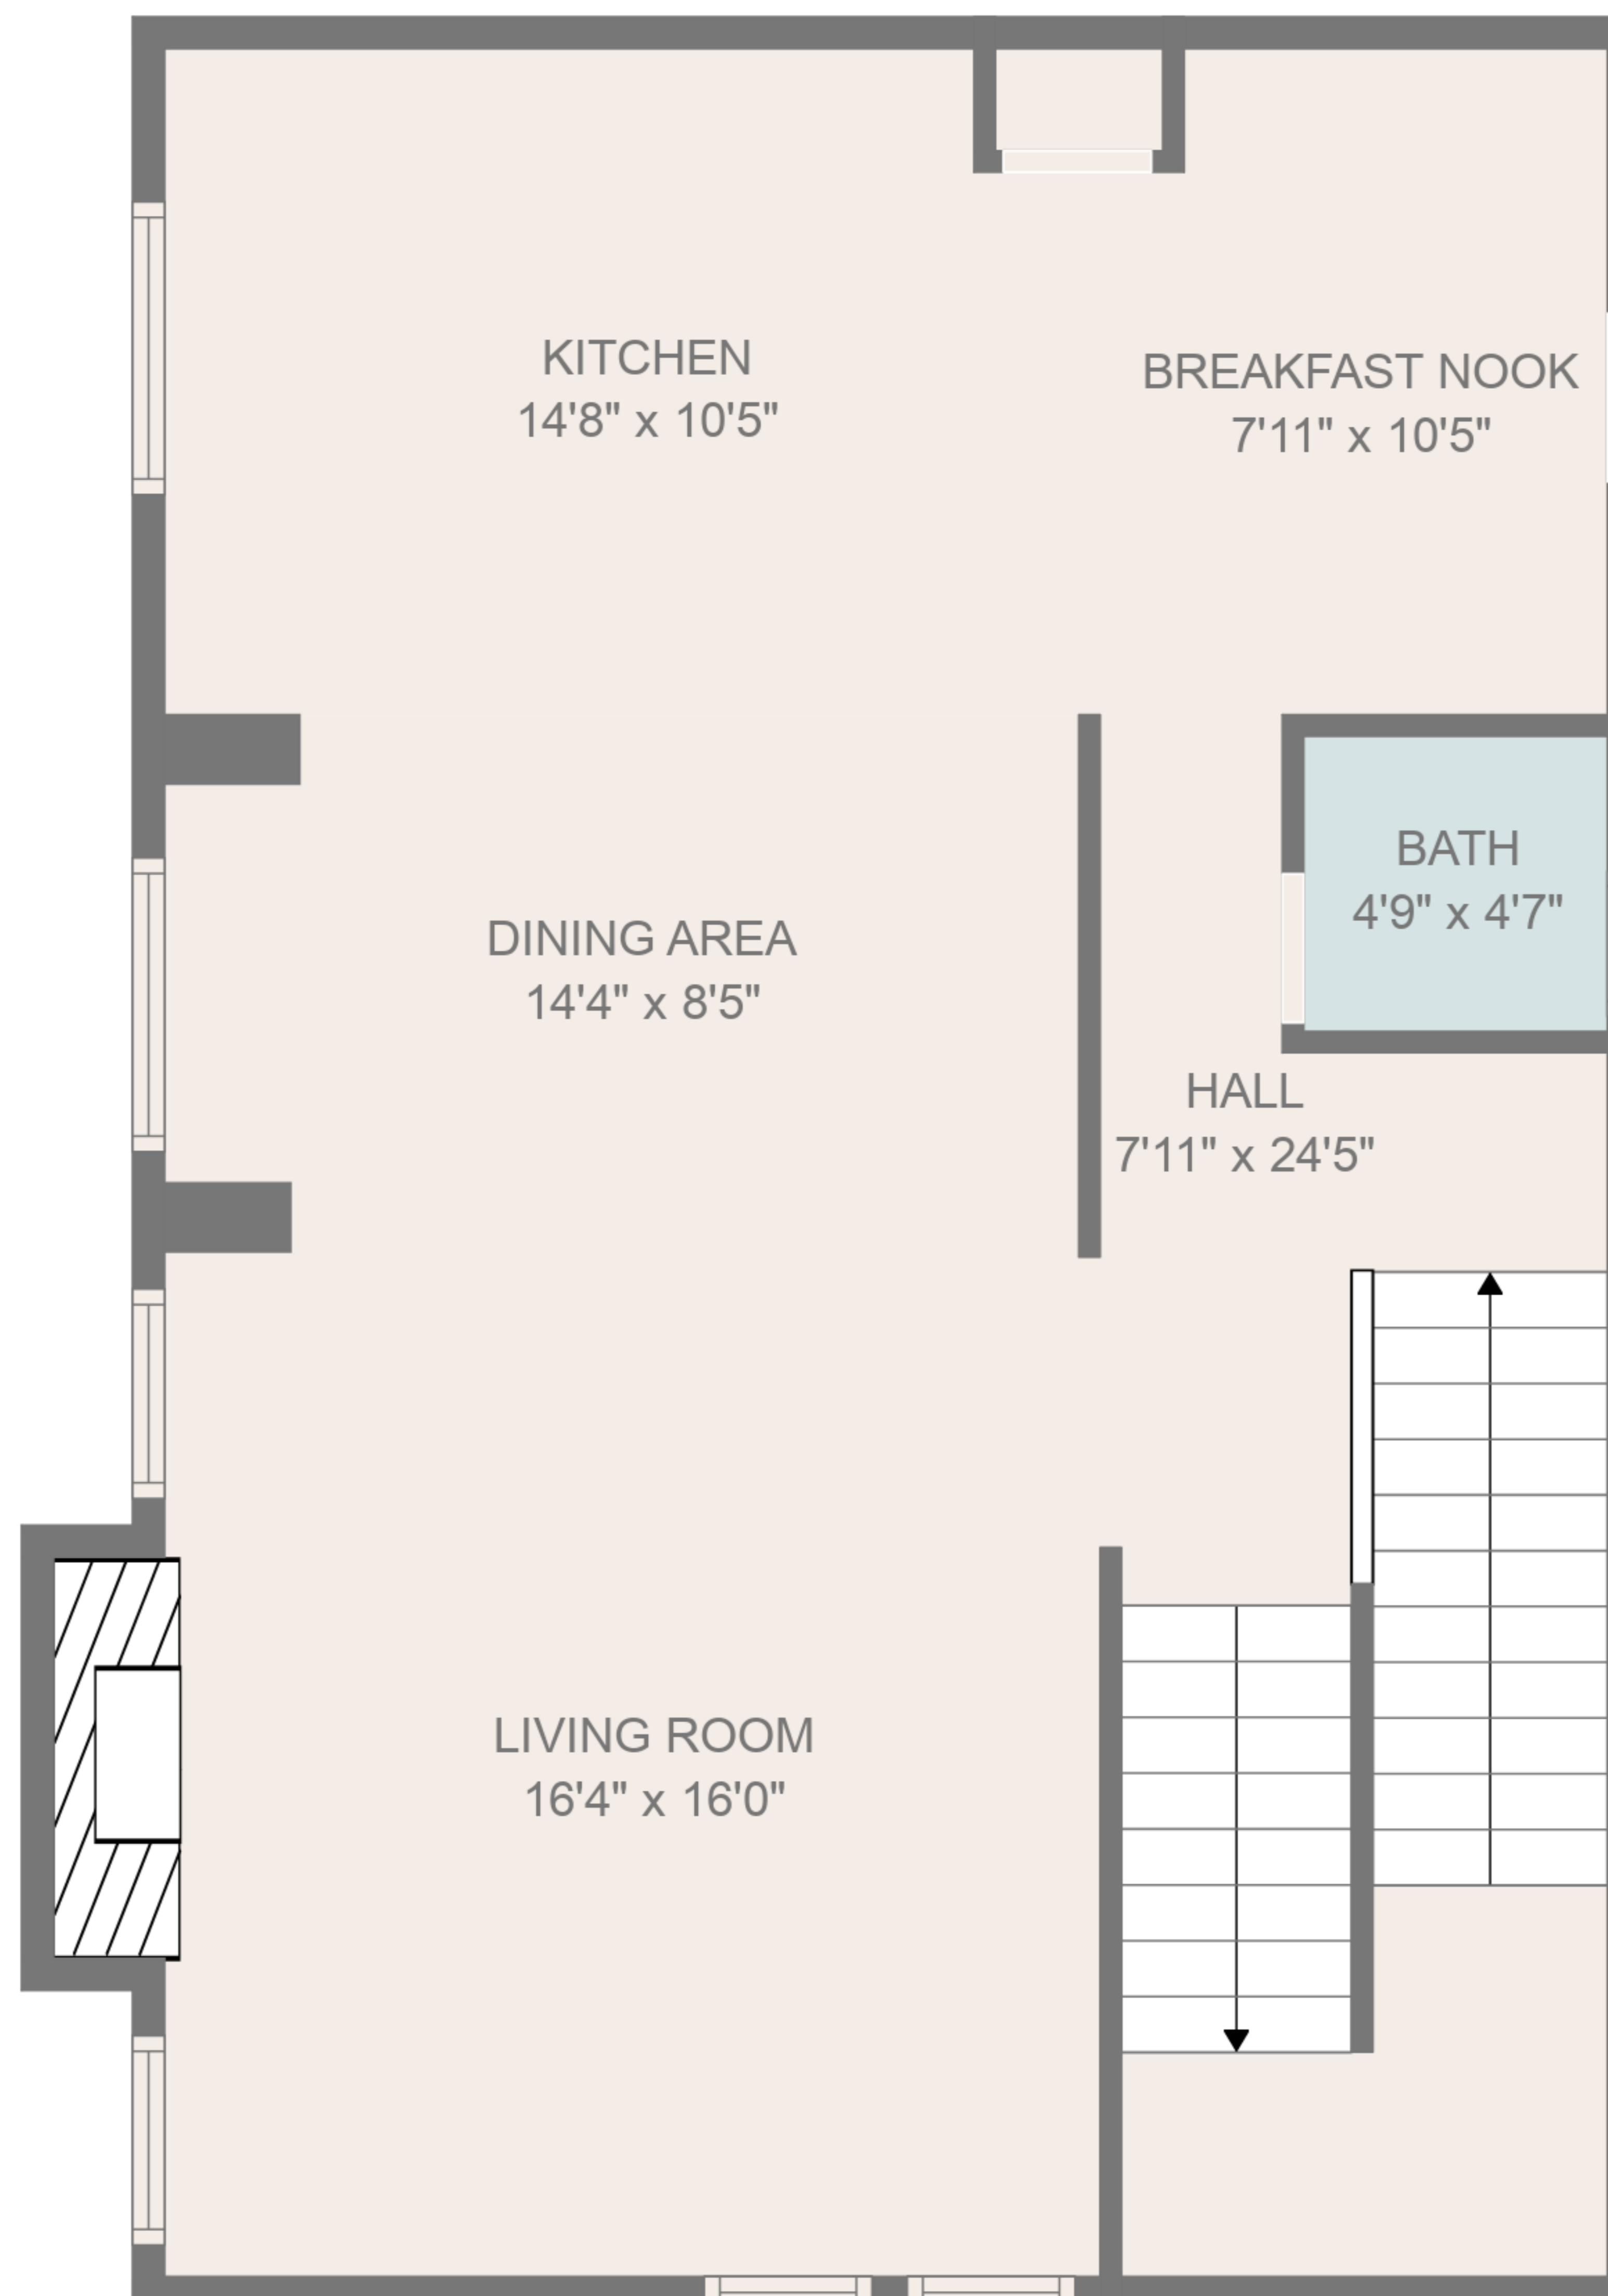 KITCHEN
14'8" x 10'5"
BREAKFAST NOOK
7'11" x 10'5"
BATH
4'9" x 4'7"
DINING AREA
14'4" x 8'5"
HALL
7'11" x 24'5"
LIVING ROOM
16'4" x 16'0"